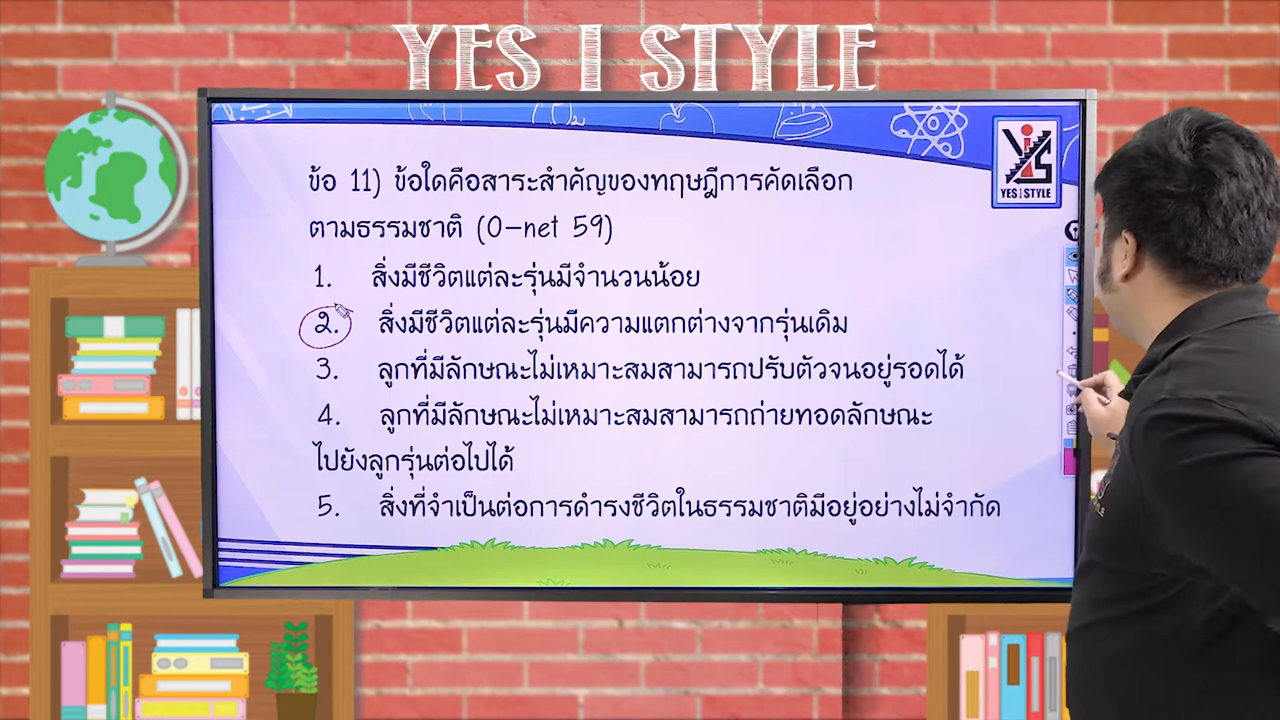 YES I STYLE
YES I STYLE
ข้อ 11) ข้อใดคือสาระสำคัญของทฤษฎีการคัดเลือก
ตามธรรมชาติ (O-net 59)
1. สิ่งมีชีวิตแต่ละรุ่นมีจำนวนน้อย
2. สิ่งมีชีวิตแต่ละรุ่นมีความแตกต่างจากรุ่นเดิม
3. ลูกที่มีลักษณะไม่เหมาะสมสามารถปรับตัวจนอยู่รอดได้
4. ลูกที่มีลักษณะไม่เหมาะสมสามารถถ่ายทอดลักษณะ
ไปยังลูกรุ่นต่อไปได้
5. สิ่งที่จำเป็นต่อการดำรงชีวิตในธรรมชาติมีอยู่อย่างไม่จำกัด